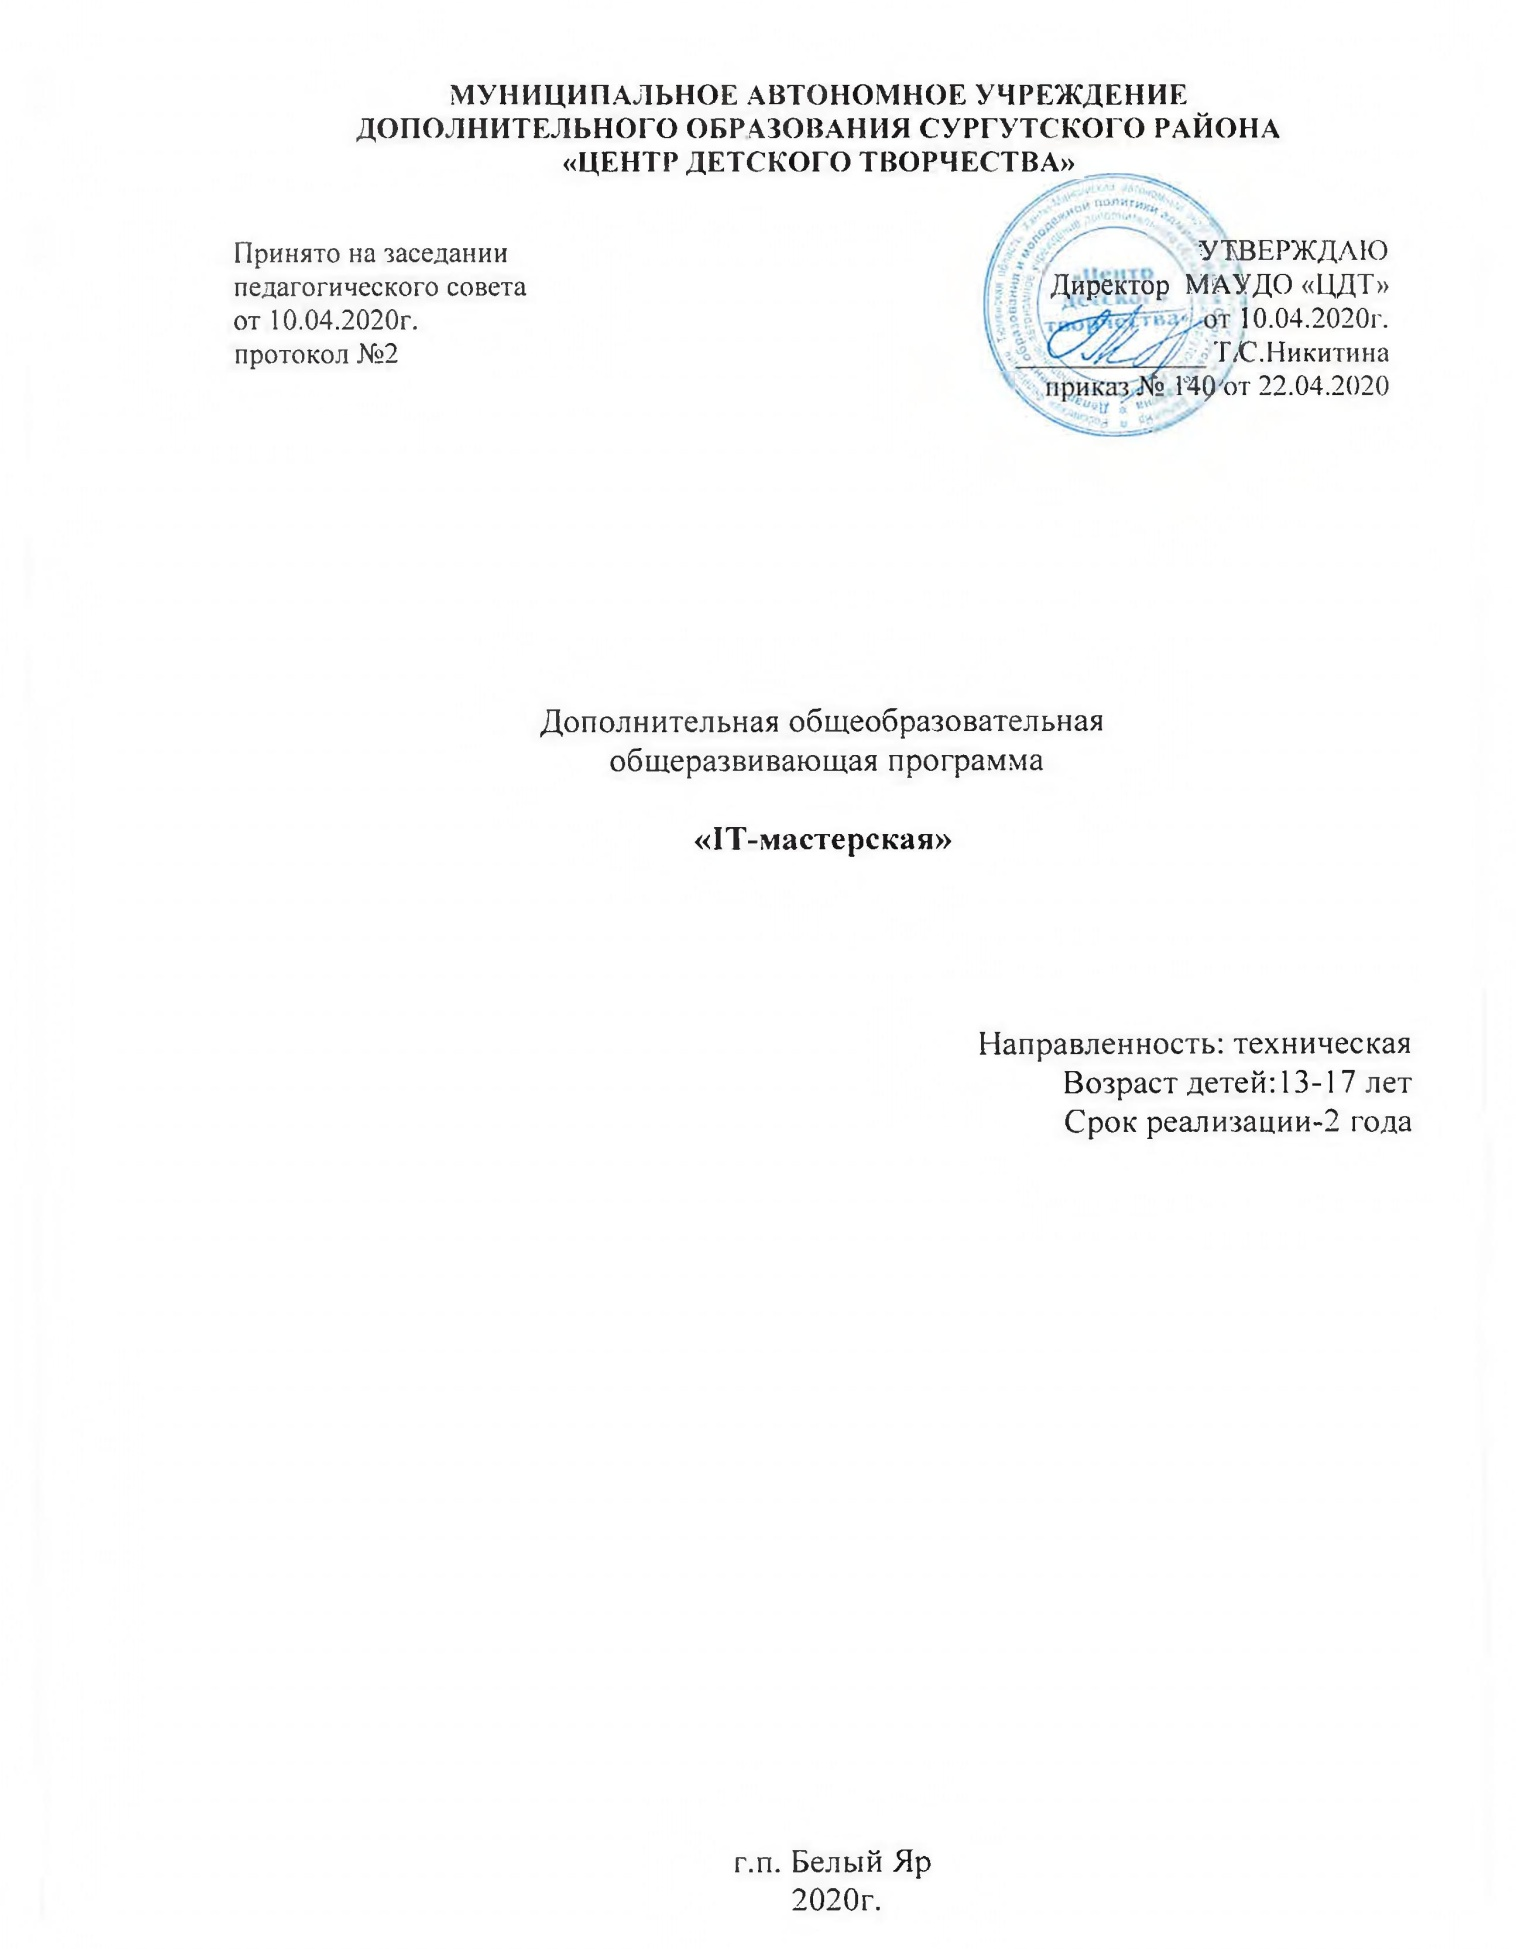 МУНИЦИПАЛЬНОЕ АВТОНОМНОЕ УЧРЕЖДЕНИЕ
ДОПОЛНИТЕЛЬНОГО ОБРАЗОВАНИЯ СУРГУТСКОГО РАЙОНА
«ЦЕНТР ДЕТСКОГО ТВОРЧЕСТВА»
Принято на заседании
педагогического совета
от 10.04.2020г.
протокол №2
УТВЕРЖДАЮ
Директор МАУДО «ЦДТ»
от 10.04.2020г.
Т.С.Никитина
приказ № 140 от 22.04.2020
«Центр
детского
творчества»
Дополнительная общеобразовательная
общеразвивающая программа
«IT-мастерская»
Направленность: техническая
Возраст детей:13-17 лет
Срок реализации-2 года
г.п. Белый Яр
2020г.